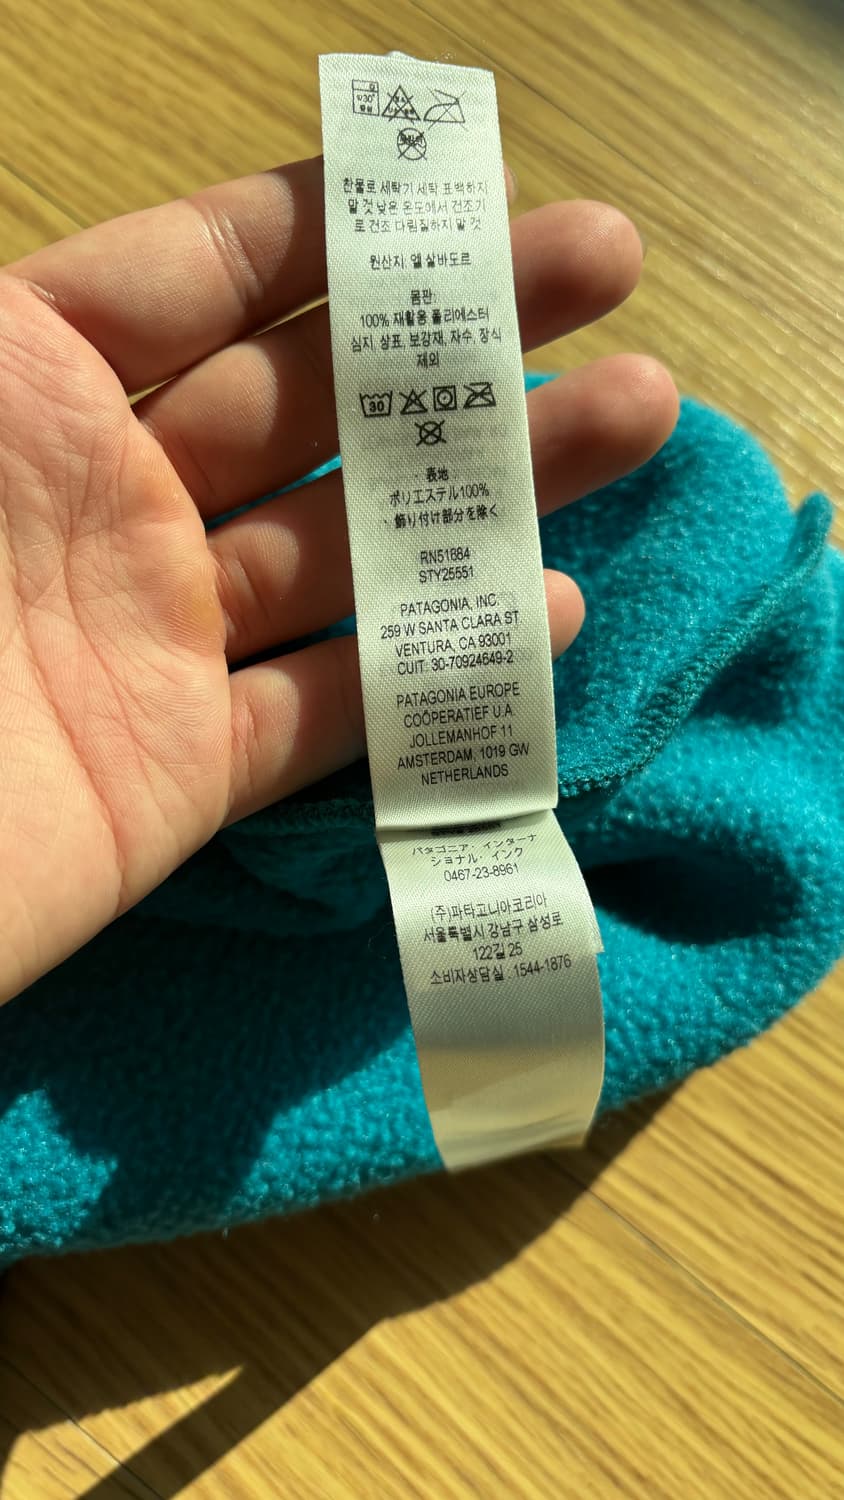 찬물로 세탁기 세탁 표백하지
말 것 낮은 온도에서 건조기
로 건조 다림질하지 말 것
원산지: 엘살바도르
몸판:
100% 재활용 폴리에스터
심지, 상표, 보강재, 자수, 장식
제외
30
・表地:
ポリエステル100%
・飾り付け部分を除く
RN51884
STY25551
PATAGONIA, INC.
259 W SANTA CLARA ST
VENTURA, CA 93001
CUIT: 30-70924649-2
PATAGONIA EUROPE
COÖPERATIEF U.A.
JOLLEMANHOF 11
AMSTERDAM, 1019 GW
NETHERLANDS
パタゴニア・インターナ
ショナル・インク
0467-23-8961
(주)파타고니아코리아
서울특별시 강남구 삼성로
122길 25
소비자상담실 : 1544-1876